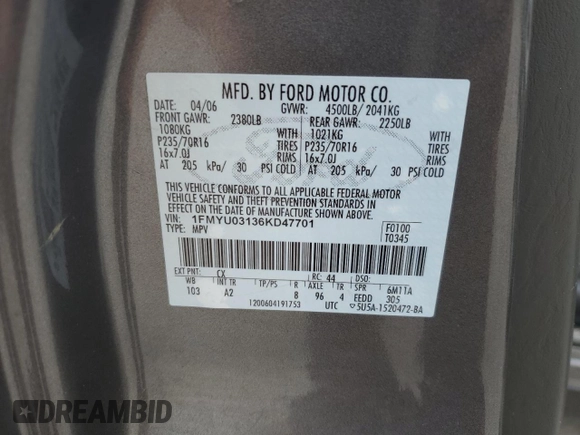 MFD. BY FORD MOTOR CO.
DATE: 04/06 GVWR: 4500LB/ 2041KG
FRONT GAWR: 2380LB REAR GAWR: 2250LB
1080KG WITH 1021KG WITH
P235/70R16 TIRES P235/70R16 TIRES
16x7.0J RIMS 16x7.0J RIMS
AT 205 kPa/ 30 PSI COLD AT 205 kPa/ 30 PSI COLD
THIS VEHICLE CONFORMS TO ALL APPLICABLE FEDERAL MOTOR
VEHICLE SAFETY AND THEFT PREVENTION STANDARDS IN
EFFECT ON THE DATE OF MANUFACTURE SHOWN ABOVE.
VIN: 1FMYU03136KD47701 F0100
TYPE: MPV T0345
EXT PNT: CX RC: 44 DSO:
WB INT TR TP/PS R AXLE TR SPR 6M11A
103 A2 8 96 4 EEDD 305
1200604191753 UTC 5U5A-1520472-BA
DREAMBID